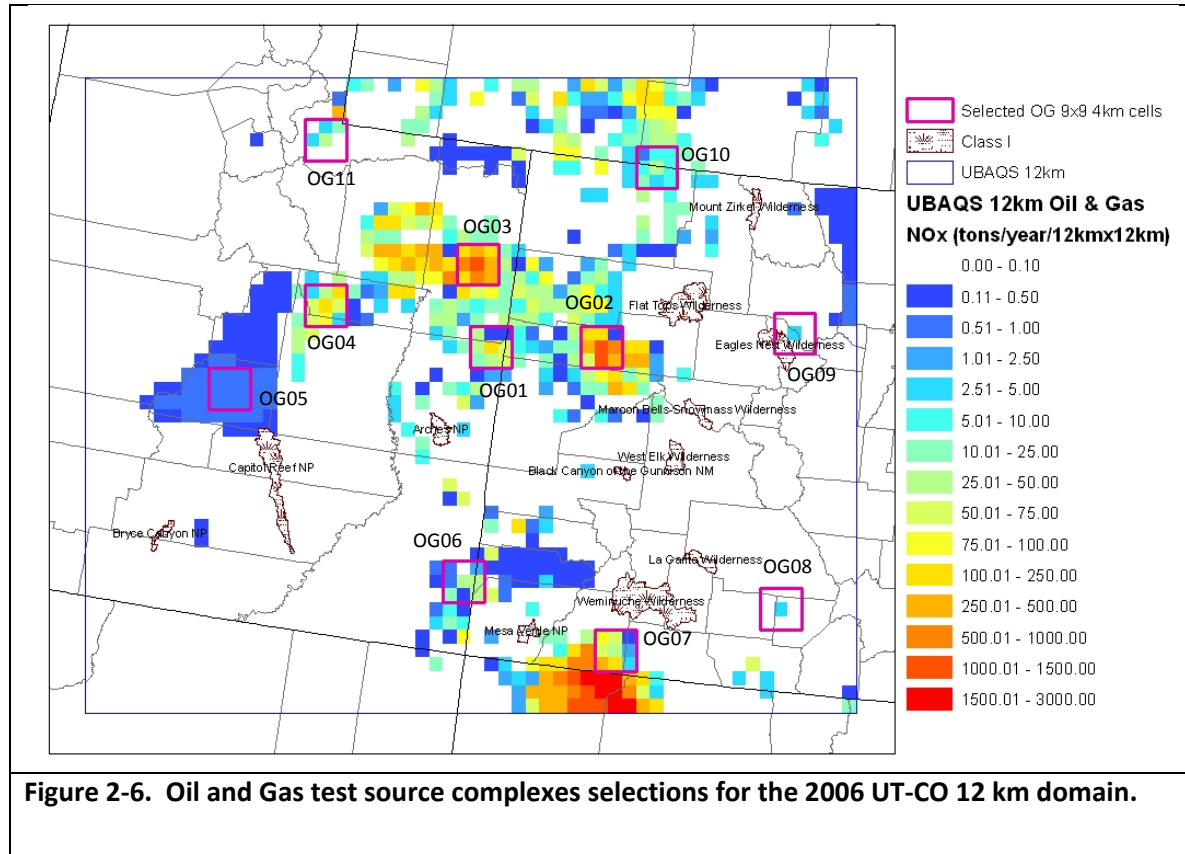 OG11
OG10
Mount Zirkel Wilderness
OG03
OG04
OG02
Flat Tops Wilderness
OG01
Eagles Nest Wilderness
OG09
OG05
Maroon Bells-Snowmass Wilderness
Arches NP
West Elk Wilderness
Capitol Reef NP
Black Canyon of the Gunnison NM
Bryce Canyon NP
OG06
La Garita Wilderness
OG08
Weminuche Wilderness
Mesa Verde NP
OG07
Selected OG 9x9 4km cells
Class I
UBAQS 12km
UBAQS 12km Oil & Gas
NOx (tons/year/12kmx12km)
0.00 - 0.10
0.11 - 0.50
0.51 - 1.00
1.01 - 2.50
2.51 - 5.00
5.01 - 10.00
10.01 - 25.00
25.01 - 50.00
50.01 - 75.00
75.01 - 100.00
100.01 - 250.00
250.01 - 500.00
500.01 - 1000.00
1000.01 - 1500.00
1500.01 - 3000.00
Figure 2-6. Oil and Gas test source complexes selections for the 2006 UT-CO 12 km domain.